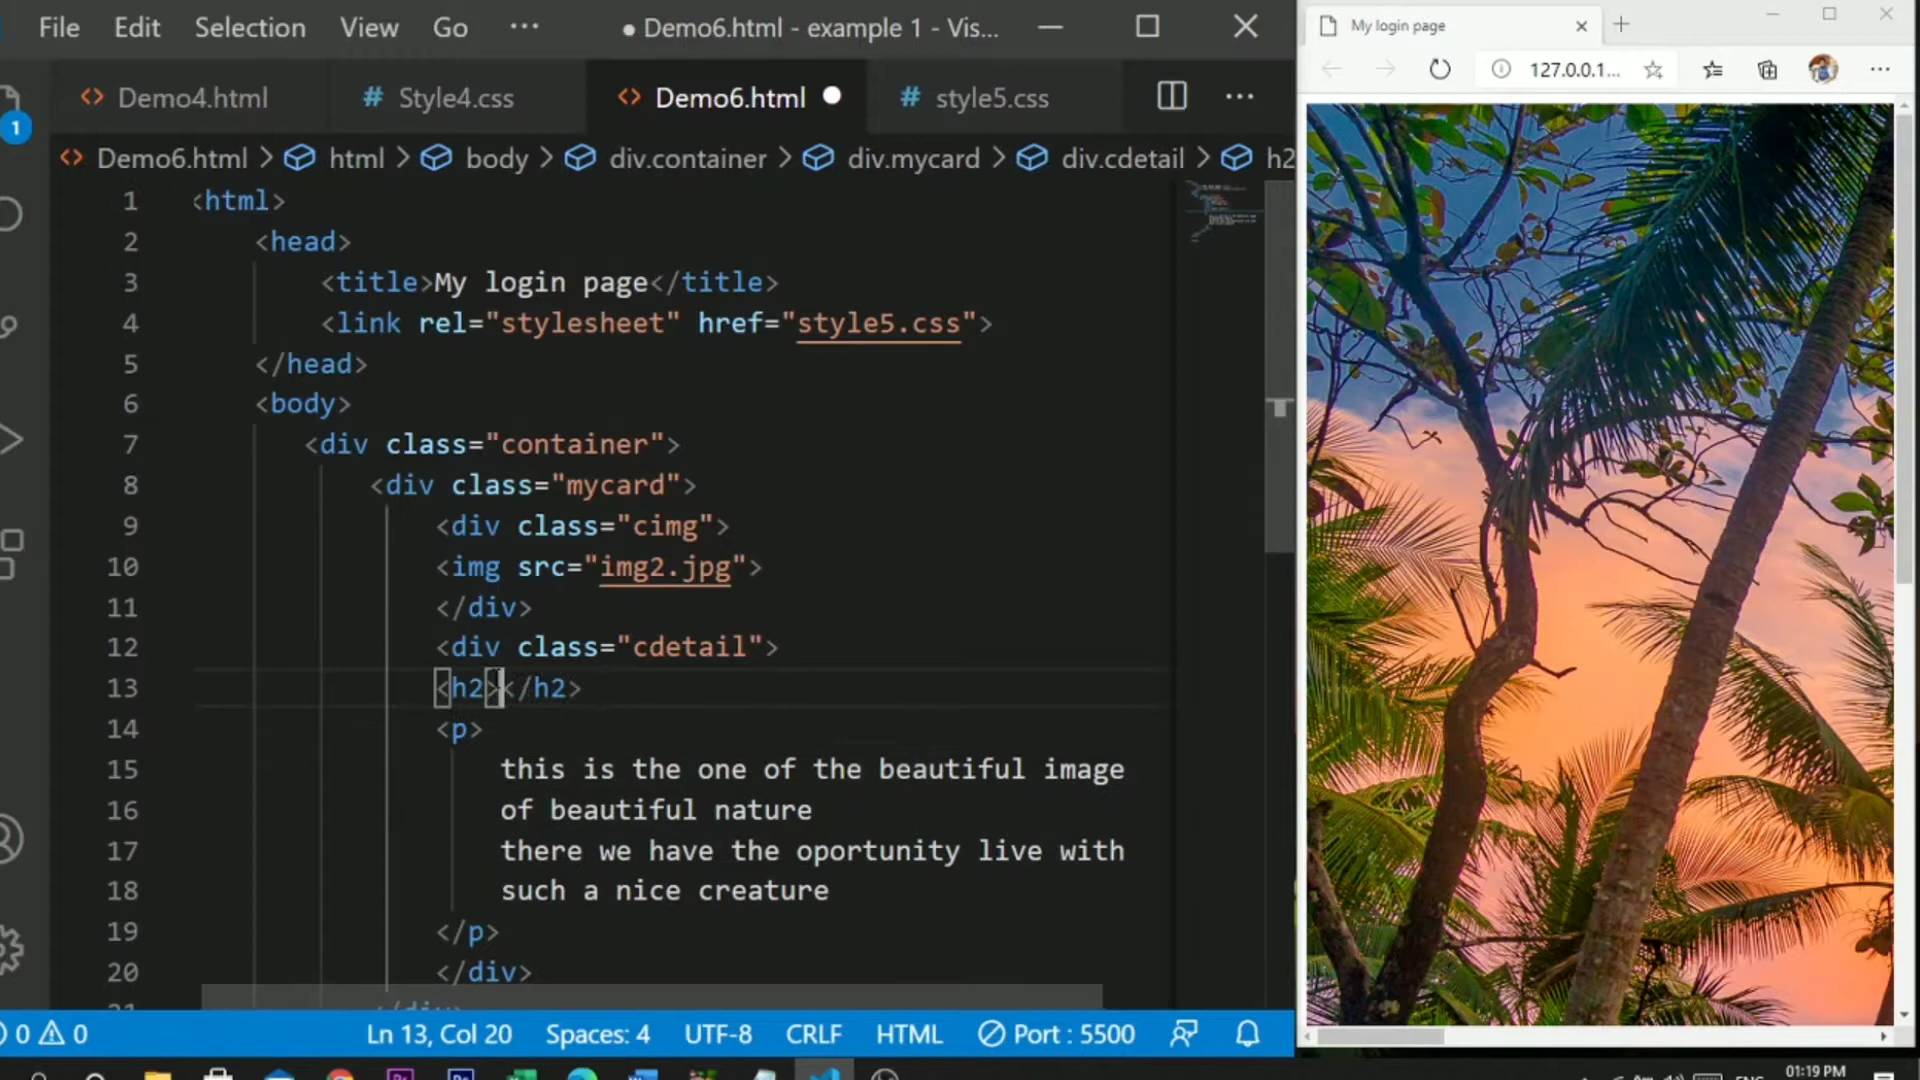 File Edit Selection View Go ··· ● Demo6.html - example 1 - Vis...
Demo4.html # Style4.css Demo6.html ● # style5.css ···
1
Demo6.html > html > body > div.container > div.mycard > div.cdetail > h2
1 <html>
2 <head>
3 <title>My login page</title>
4 <link rel="stylesheet" href="style5.css">
5 </head>
6 <body>
7 <div class="container">
8 <div class="mycard">
9 <div class="cimg">
10 <img src="img2.jpg">
11 </div>
12 <div class="cdetail">
13 <h2></h2>
14 <p>
15 this is the one of the beautiful image
16 of beautiful nature
17 there we have the oportunity live with
18 such a nice creature
19 </p>
20 </div>
0 0 Ln 13, Col 20 Spaces: 4 UTF-8 CRLF HTML Port : 5500
My login page
127.0.0.1...
01:19 PM